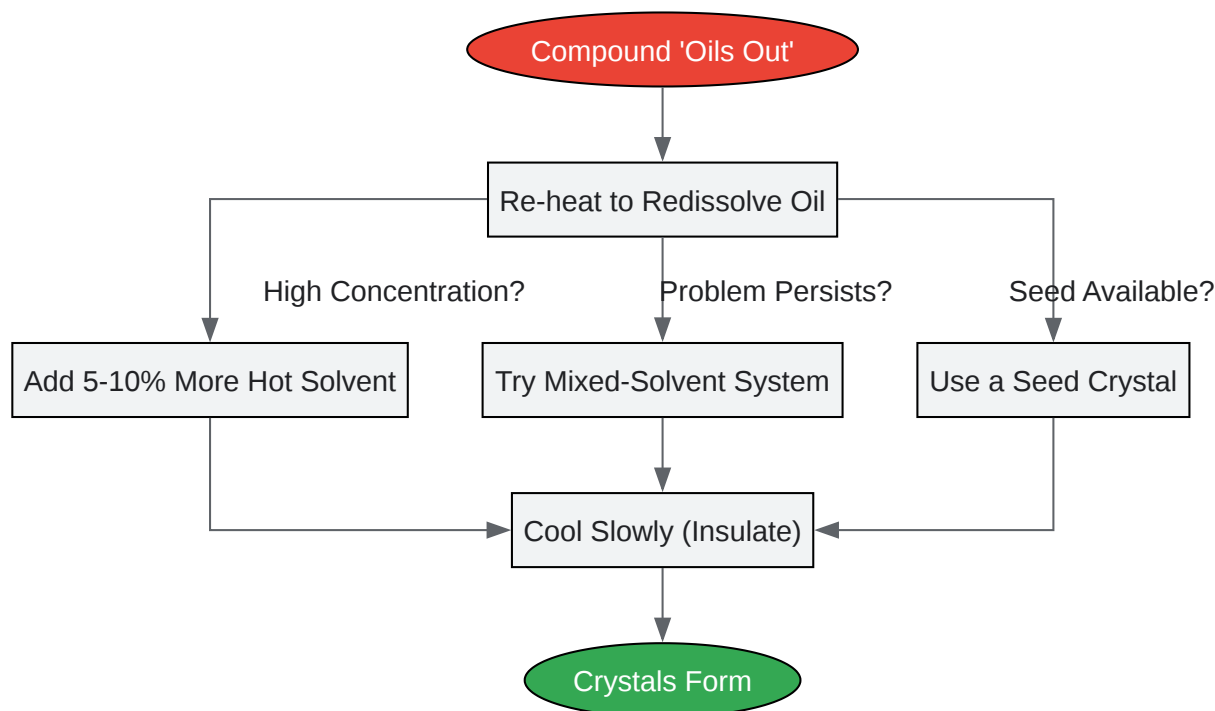 Compound 'Oils Out'
Re-heat to Redissolve Oil
High Concentration?
Problem Persists?
Seed Available?
Add 5-10% More Hot Solvent
Try Mixed-Solvent System
Use a Seed Crystal
Cool Slowly (Insulate)
Crystals Form